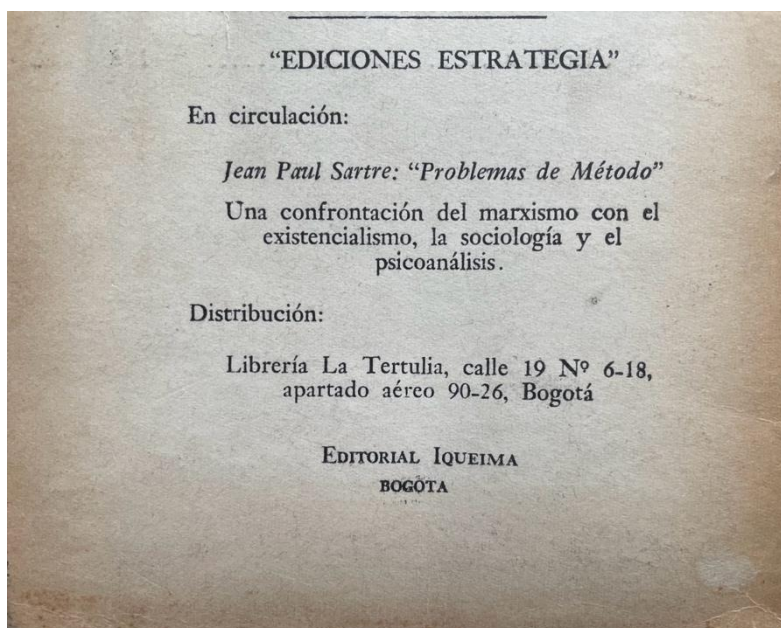 “EDICIONES ESTRATEGIA”
En circulación:
Jean Paul Sartre: “Problemas de Método”
Una confrontación del marxismo con el
existencialismo, la sociología y el
psicoanálisis.
Distribución:
Librería La Tertulia, calle 19 Nº 6-18,
apartado aéreo 90-26, Bogotá
EDITORIAL IQUEIMA
BOGOTA